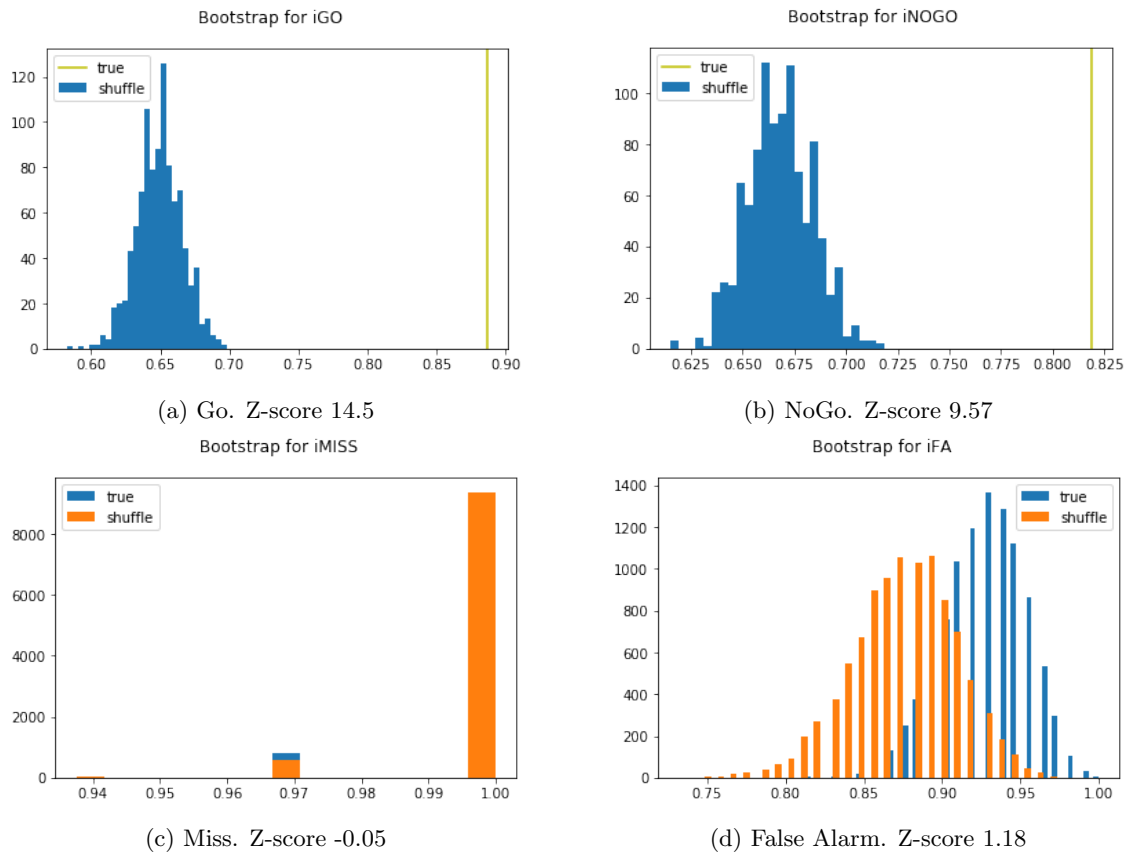 Bootstrap for iGO
true
shuffle
120
100
80
60
40
20
0
0.60 0.65 0.70 0.75 0.80 0.85 0.90
(a) Go. Z-score 14.5
Bootstrap for iNOGO
true
shuffle
100
80
60
40
20
0
0.625 0.650 0.675 0.700 0.725 0.750 0.775 0.800 0.825
(b) NoGo. Z-score 9.57
Bootstrap for iMISS
true
shuffle
8000
6000
4000
2000
0
0.94 0.95 0.96 0.97 0.98 0.99 1.00
(c) Miss. Z-score -0.05
Bootstrap for iFA
true
shuffle
1400
1200
1000
800
600
400
200
0
0.75 0.80 0.85 0.90 0.95 1.00
(d) False Alarm. Z-score 1.18